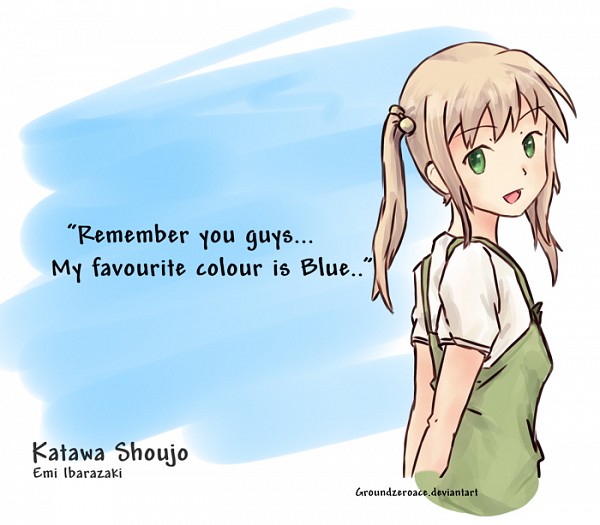 "Remember you guys...
My favourite colour is Blue.."
Katawa Shoujo
Emi Ibarazaki
Groundzeroace.deviantart